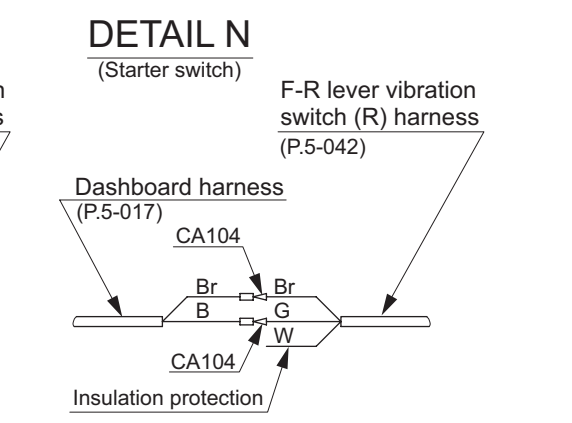 DETAIL N
(Starter switch)
n
s
F-R lever vibration
switch (R) harness
(P.5-042)
Dashboard harness
(P.5-017)
CA104
Br Br
B G
W
CA104
Insulation protection